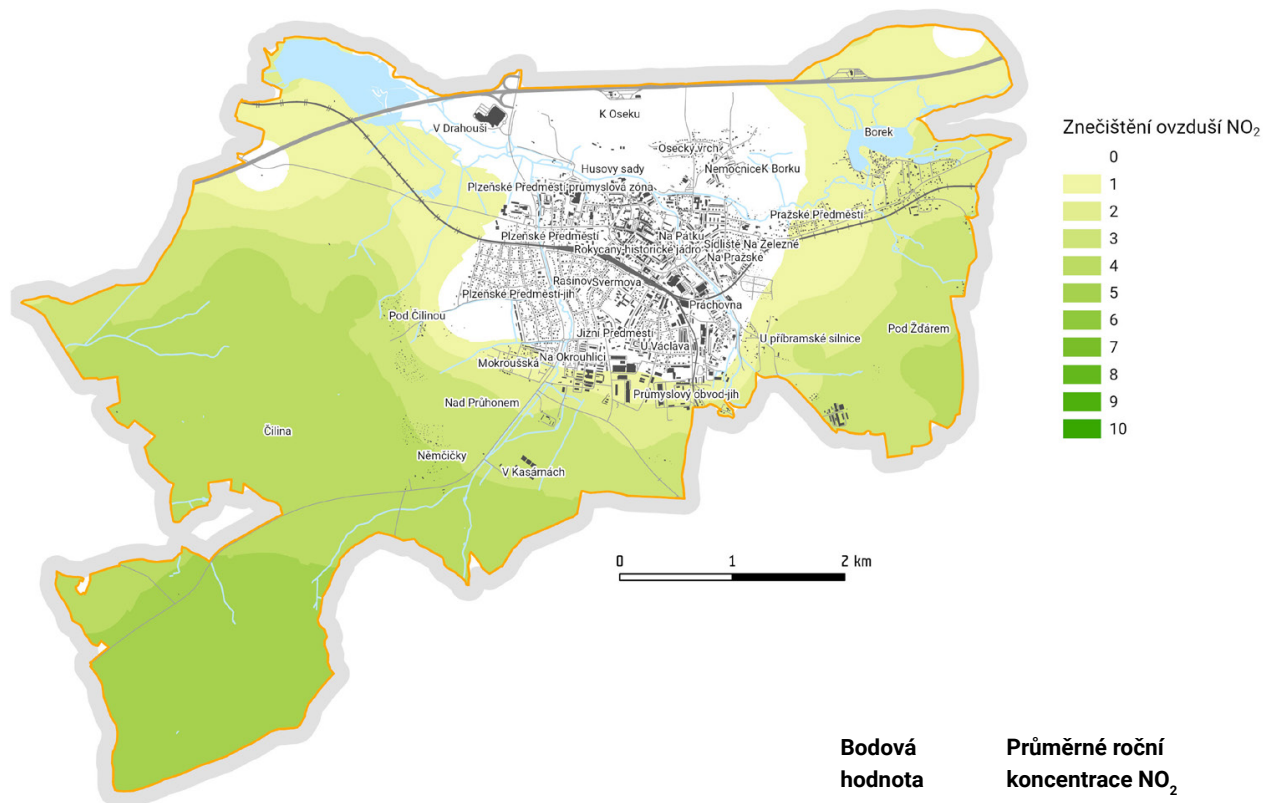 K Oseku
V Drahouši
Borek
Osecký vrch
Husovy sady
Nemocnice
K Borku
Plzeňské Předměstí-průmyslová zóna
Pražské Předměstí
Plzeňské Předměstí
Na Pátku
Sídliště Na Železné
Rokycany-historické jádro
Na Pražské
Rašínov
Švermova
Plzeňské Předměstí-jih
Práchovna
Pod Čilinou
Jižní Předměstí
Pod Žďárem
U příbramské silnice
U Václava
Na Okrouhlici
Mokroušská
Průmyslový obvod-jih
Nad Průhonem
Čilina
Němčičky
V Kasárnách
0 1 2 km
Znečištění ovzduší NO₂
0
1
2
3
4
5
6
7
8
9
10
Bodová
hodnota
Průměrné roční
koncentrace NO₂